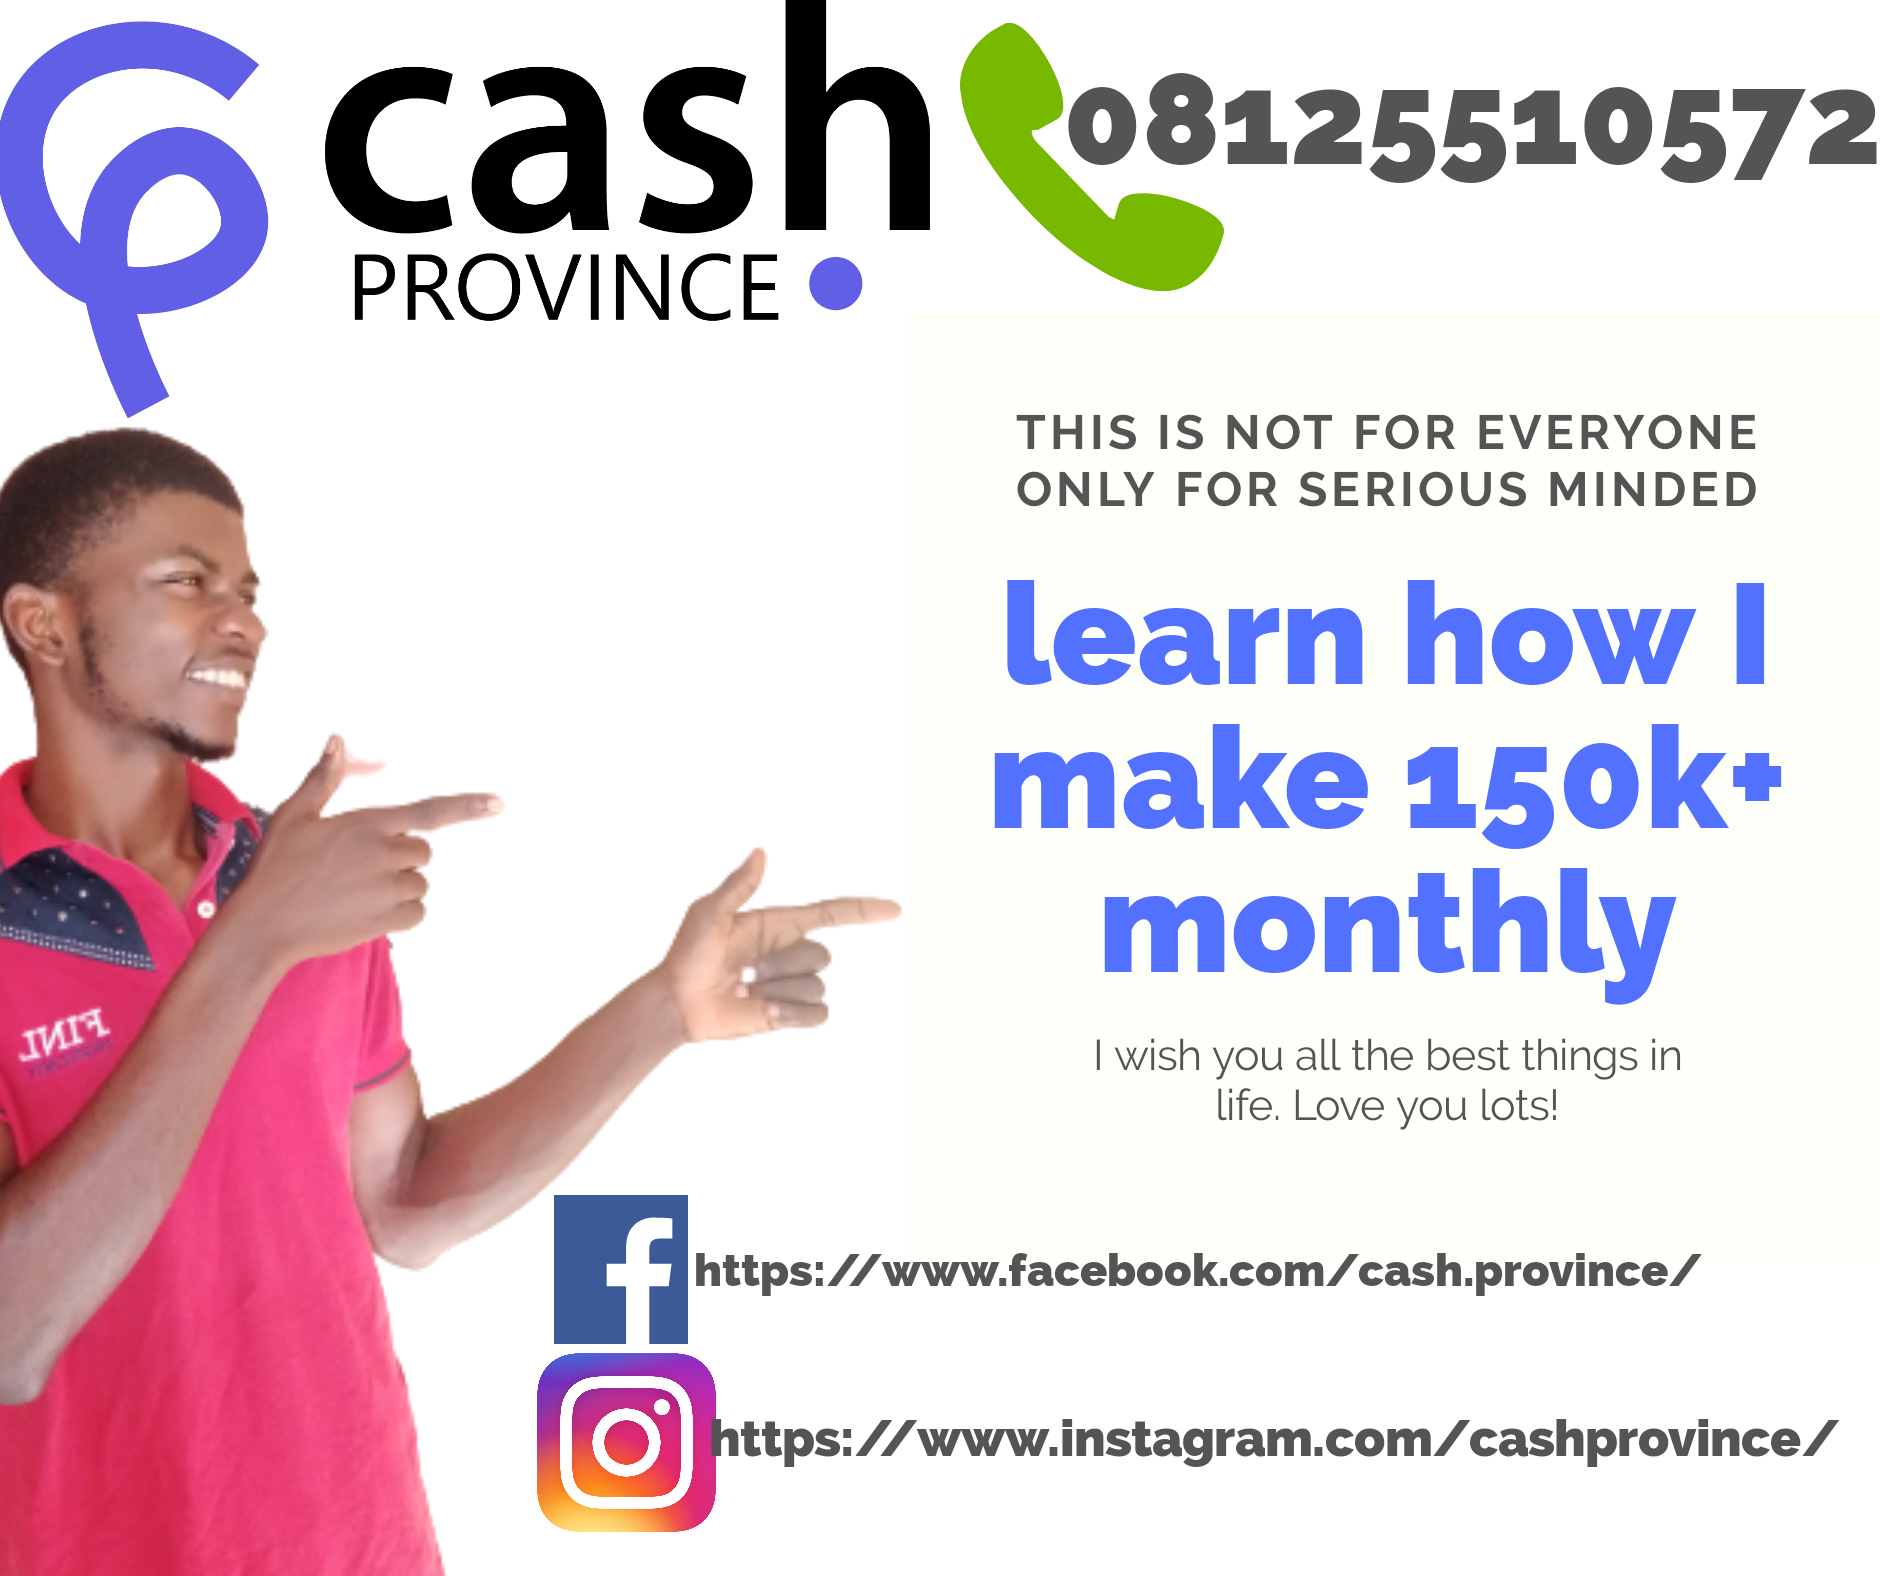 cash
PROVINCE
08125510572
THIS IS NOT FOR EVERYONE
ONLY FOR SERIOUS MINDED
learn how I
make 150k+
monthly
I wish you all the best things in
life. Love you lots!
https://www.facebook.com/cash.province/
https://www.instagram.com/cashprovince/